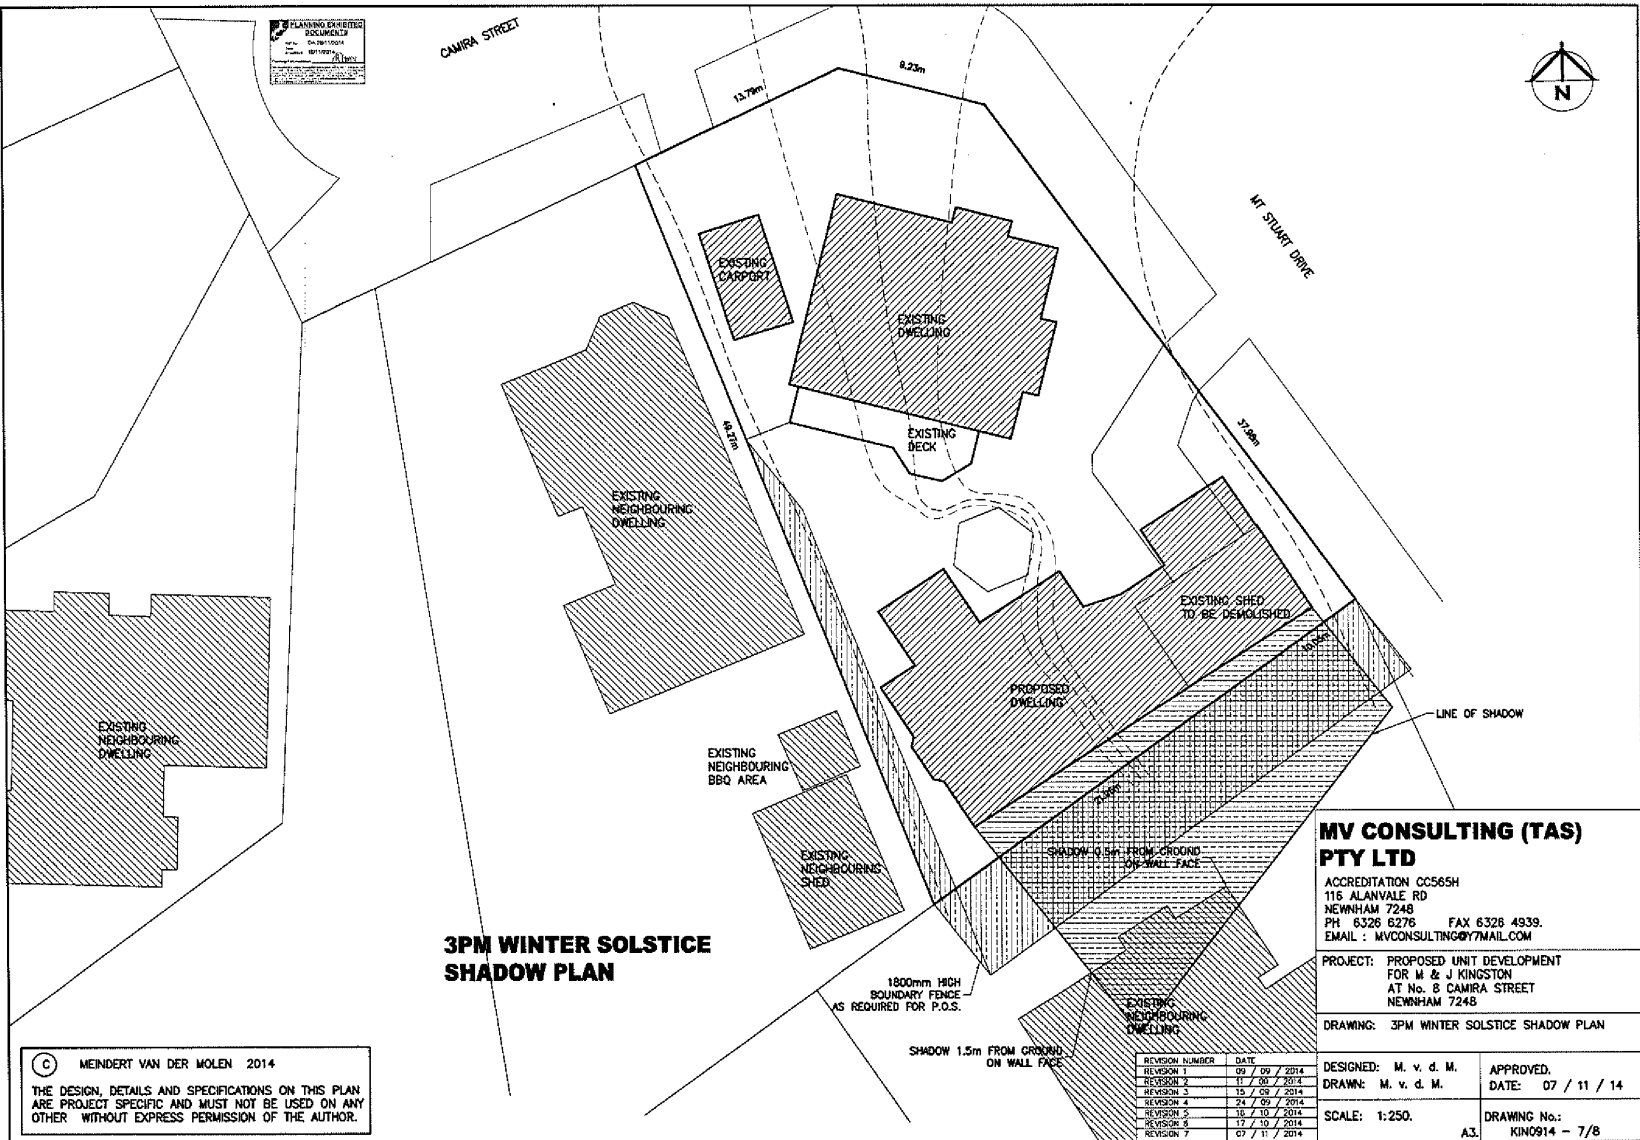 PLANNING EXHIBITED
DOCUMENTS
CAMIRA STREET
13.79m
9.23m
N
MT STUART DRIVE
EXISTING
CARPORT
EXISTING
DWELLING
EXISTING
DECK
49.27m
37.98m
EXISTING
NEIGHBOURING
DWELLING
EXISTING SHED
TO BE DEMOLISHED
PROPOSED
DWELLING
LINE OF SHADOW
EXISTING
NEIGHBOURING
DWELLING
EXISTING
NEIGHBOURING
BBQ AREA
EXISTING
NEIGHBOURING
SHED
SHADOW 0.5m FROM GROUND
ON WALL FACE
3PM WINTER SOLSTICE
SHADOW PLAN
1800mm HIGH
BOUNDARY FENCE
AS REQUIRED FOR P.O.S.
SHADOW 1.5m FROM GROUND
ON WALL FACE
EXISTING
NEIGHBOURING
DWELLING
C MEINDERT VAN DER MOLEN 2014
THE DESIGN, DETAILS AND SPECIFICATIONS ON THIS PLAN
ARE PROJECT SPECIFIC AND MUST NOT BE USED ON ANY
OTHER WITHOUT EXPRESS PERMISSION OF THE AUTHOR.
REVISION NUMBER DATE
REVISION 1 09 / 09 / 2014
REVISION 2 11 / 09 / 2014
REVISION 3 15 / 09 / 2014
REVISION 4 24 / 09 / 2014
REVISION 5 16 / 10 / 2014
REVISION 6 17 / 10 / 2014
REVISION 7 07 / 11 / 2014
MV CONSULTING (TAS)
PTY LTD
ACCREDITATION CC565H
116 ALANVALE RD
NEWNHAM 7248
PH 6326 6276 FAX 6326 4939.
EMAIL : MVCONSULTING@Y7MAIL.COM
PROJECT: PROPOSED UNIT DEVELOPMENT
FOR M & J KINGSTON
AT No. 8 CAMIRA STREET
NEWNHAM 7248
DRAWING: 3PM WINTER SOLSTICE SHADOW PLAN
DESIGNED: M. v. d. M.
DRAWN: M. v. d. M.
APPROVED.
DATE: 07 / 11 / 14
SCALE: 1:250.
A3.
DRAWING No.:
KIN0914 - 7/8